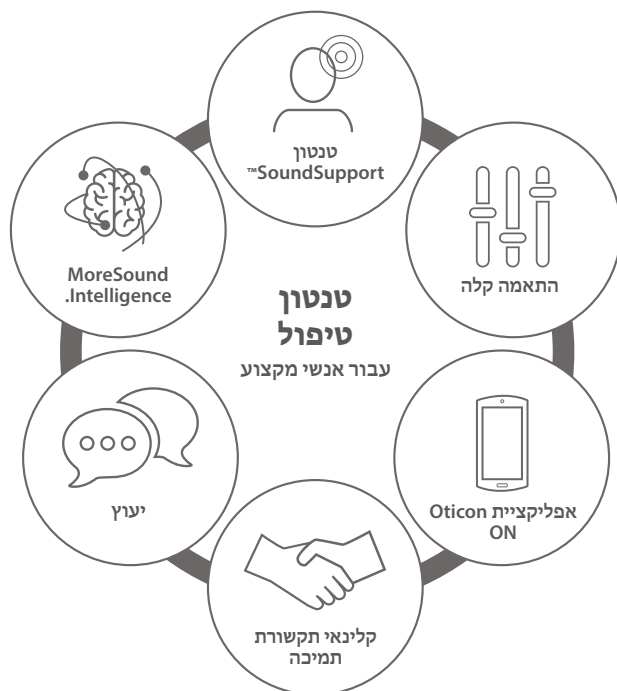 טנטון
SoundSupport™
התאמה קלה
אפליקציית Oticon
ON
קלינאי תקשורת
תמיכה
יעוץ
MoreSound
Intelligence.
טנטון
טיפול
עבור אנשי מקצוע